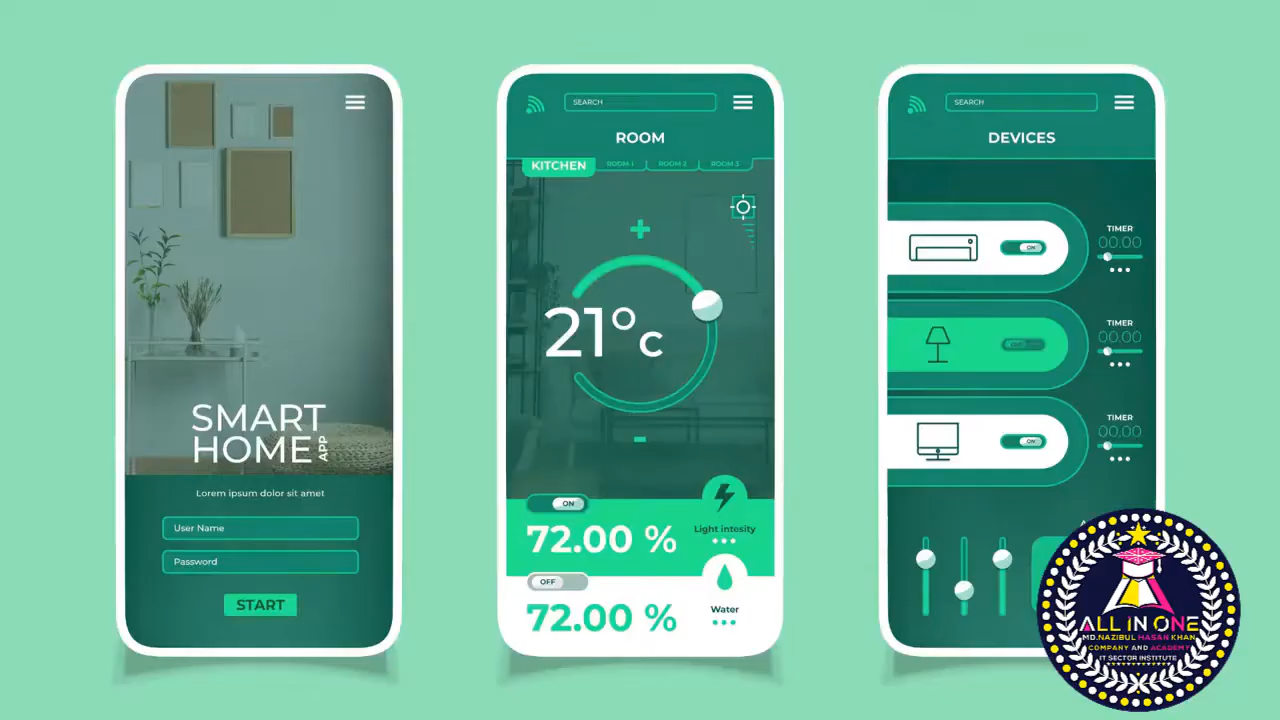 SMART
HOME APP
Lorem ipsum dolor sit amet
User Name
Password
START
SEARCH
ROOM
KITCHEN ROOM 1 ROOM 2 ROOM 3
21°c
ON
72.00 %
Light intesity
OFF
72.00 %
Water
SEARCH
DEVICES
TIMER
00.00
ON
TIMER
00.00
TIMER
00.00
ON
ALL IN ONE
MD.NAZIBUL HASAN KHAN
COMPANY AND ACADEMY
IT SECTOR INSTITUTE